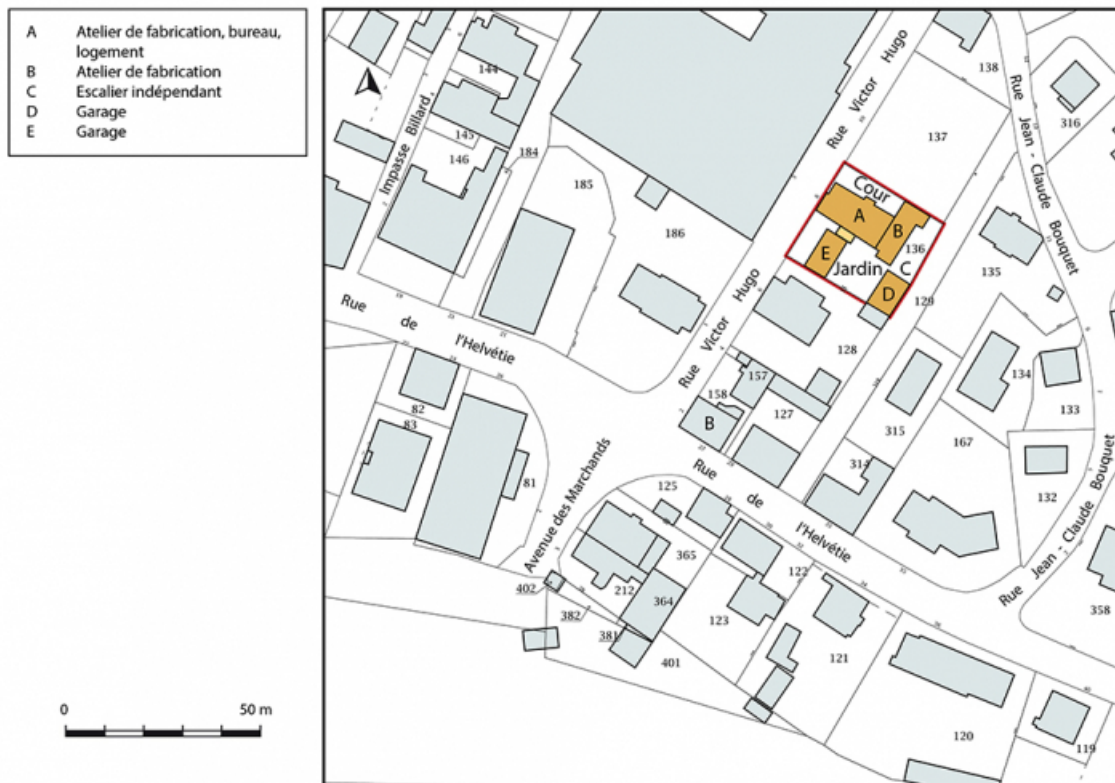 A Atelier de fabrication, bureau,
logement
B Atelier de fabrication
C Escalier indépendant
D Garage
E Garage
0 50 m
144
145
146
184
185
186
Impasse Billard
Rue Victor Hugo
138
137
316
Rue Jean - Claude Bouquet
Cour
A
B
136
E
Jardin
C
D
135
129
Rue de l'Helvétie
Rue Victor Hugo
128
157
158
127
B
134
133
315
167
314
132
82
83
81
Avenue des Marchands
125
Rue de l'Helvétie
Rue Jean - Claude Bouquet
365
122
402
212
364
382
123
358
381
401
121
120
119